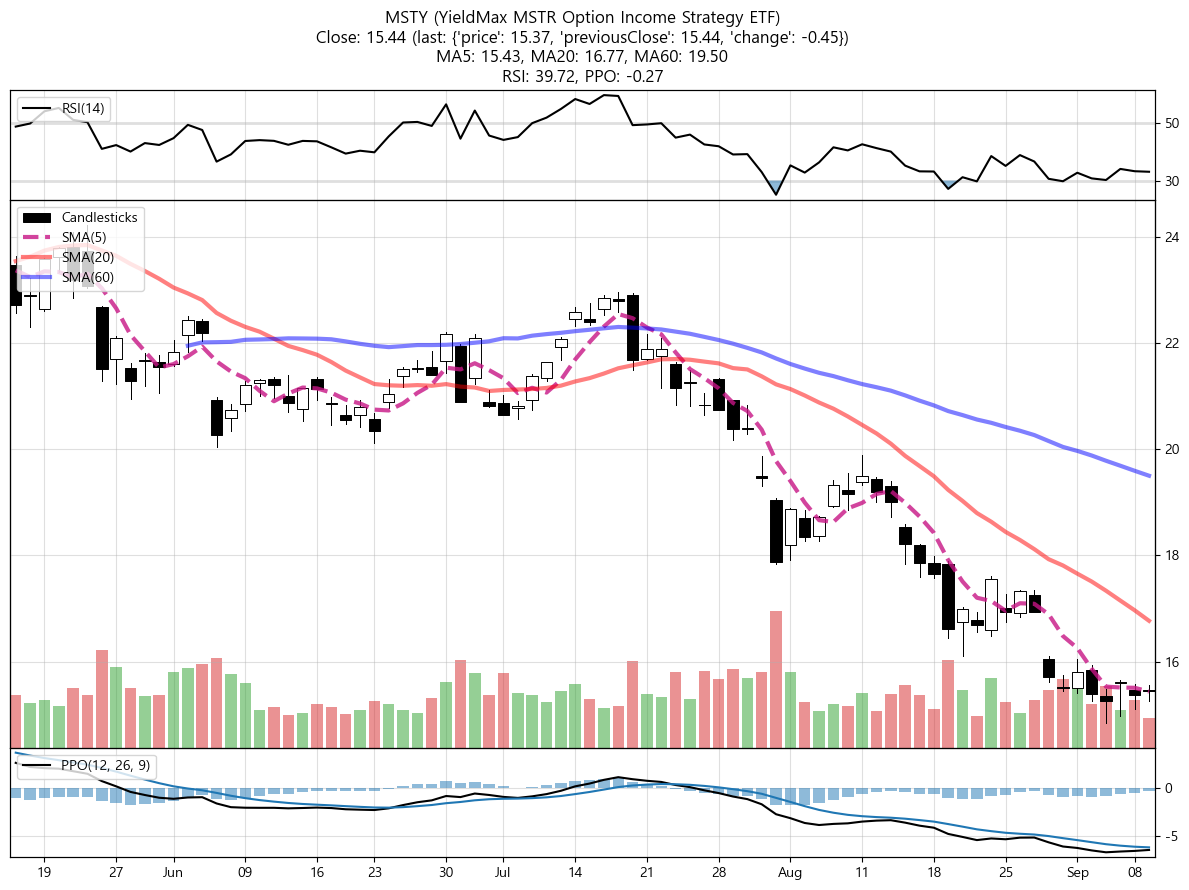 MSTY (YieldMax MSTR Option Income Strategy ETF)
Close: 15.44 (last: {'price': 15.37, 'previousClose': 15.44, 'change': -0.45})
MA5: 15.43, MA20: 16.77, MA60: 19.50
RSI: 39.72, PPO: -0.27
RSI(14)
50
30
Candlesticks
SMA(5)
SMA(20)
SMA(60)
24
22
20
18
16
PPO(12, 26, 9)
0
-5
19 27 Jun 09 16 23 30 Jul 14 21 28 Aug 11 18 25 Sep 08